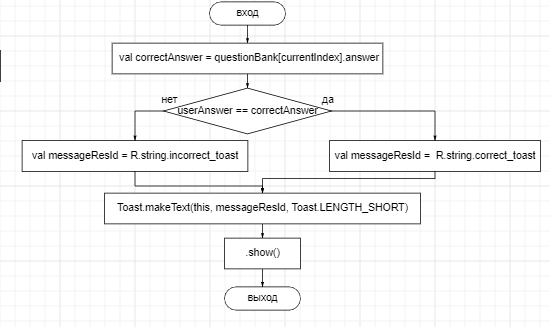 вход
val correctAnswer = questionBank[currentIndex].answer
нет
да
userAnswer == correctAnswer
val messageResId = R.string.incorrect_toast
val messageResId = R.string.correct_toast
Toast.makeText(this, messageResId, Toast.LENGTH_SHORT)
.show()
выход